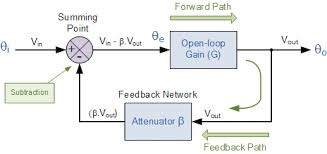 Forward Path
Summing
Point
θi
Vin
Vin - β.Vout
θe
Open-loop
Gain (G)
Vout
θo
+
-
Subtraction
Feedback Network
(β.Vout)
Attenuator β
Vout
Feedback Path